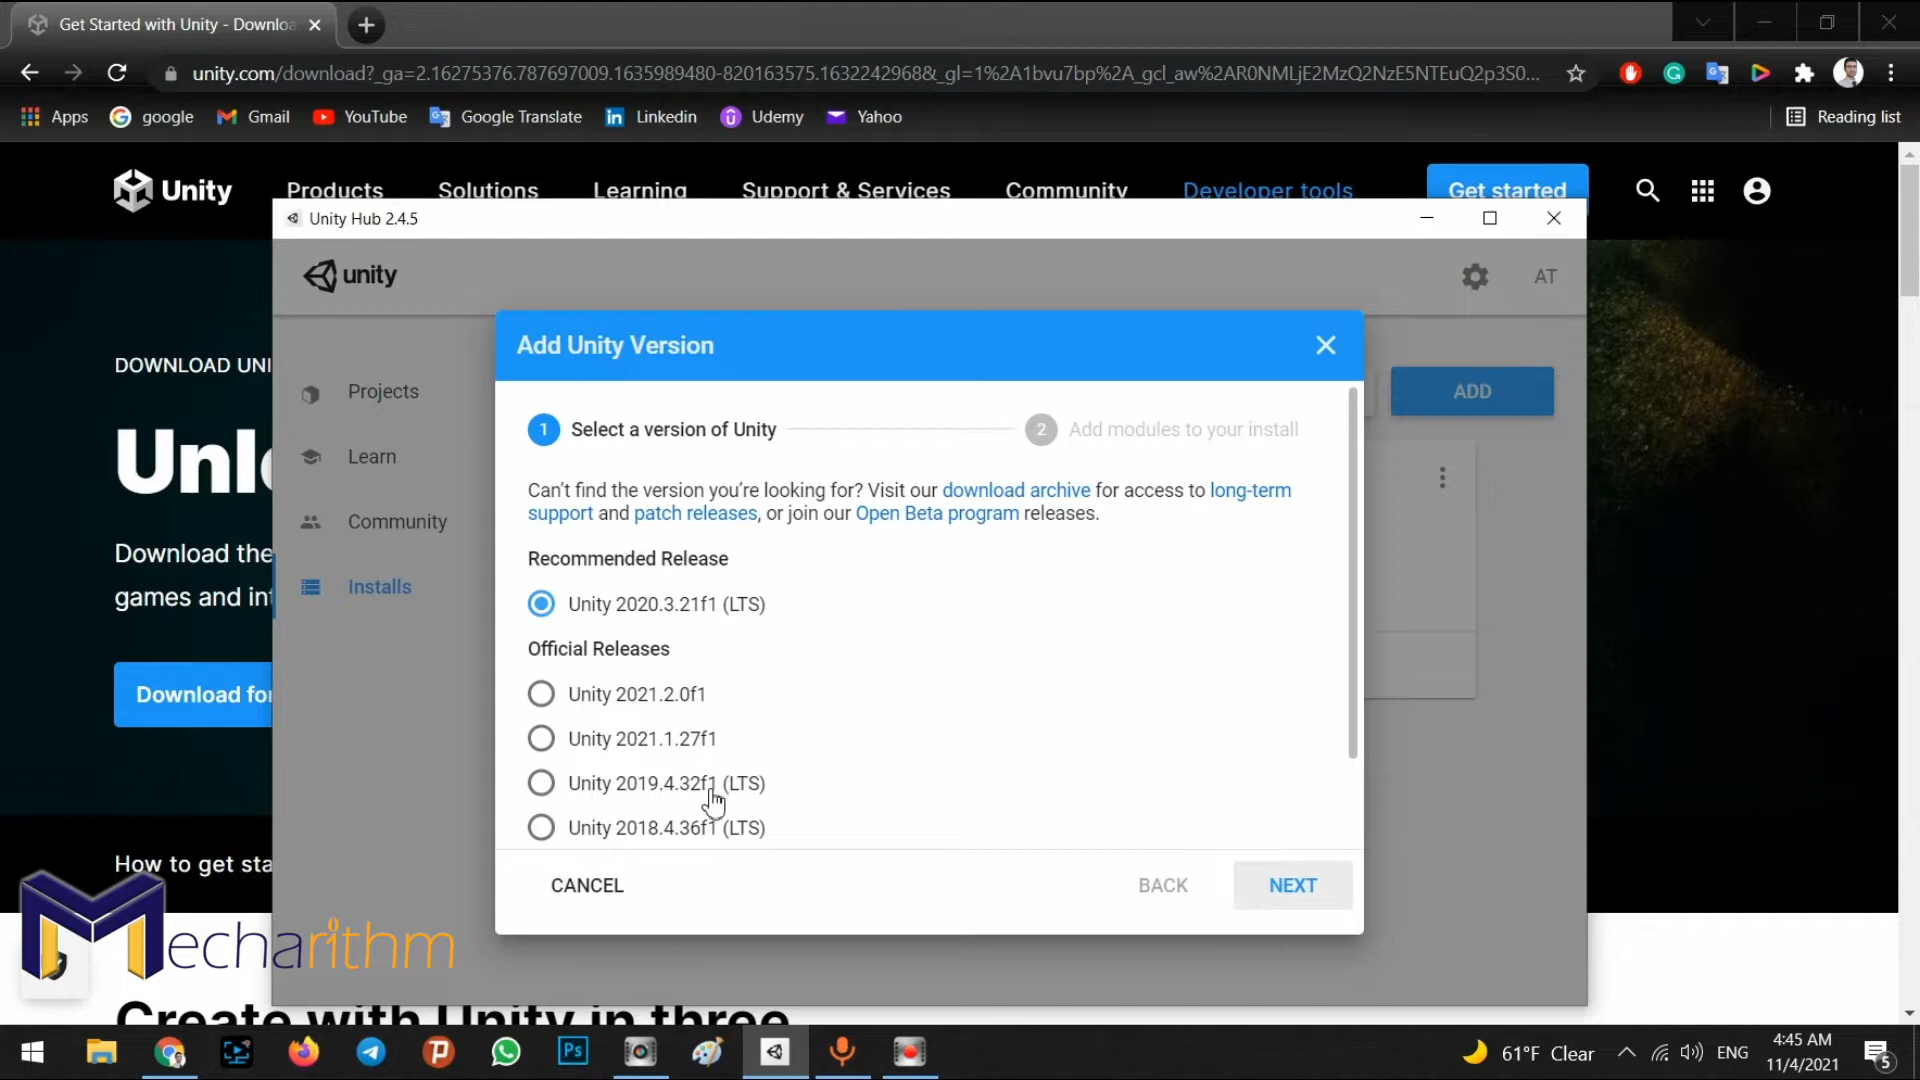 Get Started with Unity - Downloa
unity.com/download?_ga=2.16275376.787697009.1635989480-820163575.1632242968&_gl=1%2A1bvu7bp%2A_gcl_aw%2AR0NMLjE2MzQ2NzE5NTEuQ2p3S0...
Apps google Gmail YouTube Google Translate Linkedin Udemy Yahoo Reading list
Unity Products Solutions Learning Support & Services Community Developer tools Get started
Unity Hub 2.4.5
unity AT
DOWNLOAD UNI
Unl
Download the
games and int
Download for
How to get sta
Create with Unity in three
Projects
Learn
Community
Installs
ADD
Add Unity Version
1 Select a version of Unity 2 Add modules to your install
Can't find the version you're looking for? Visit our download archive for access to long-term
support and patch releases, or join our Open Beta program releases.
Recommended Release
Unity 2020.3.21f1 (LTS)
Official Releases
Unity 2021.2.0f1
Unity 2021.1.27f1
Unity 2019.4.32f1 (LTS)
Unity 2018.4.36f1 (LTS)
CANCEL BACK NEXT
Mecharithm
Ps
61°F Clear ENG
4:45 AM
11/4/2021
5